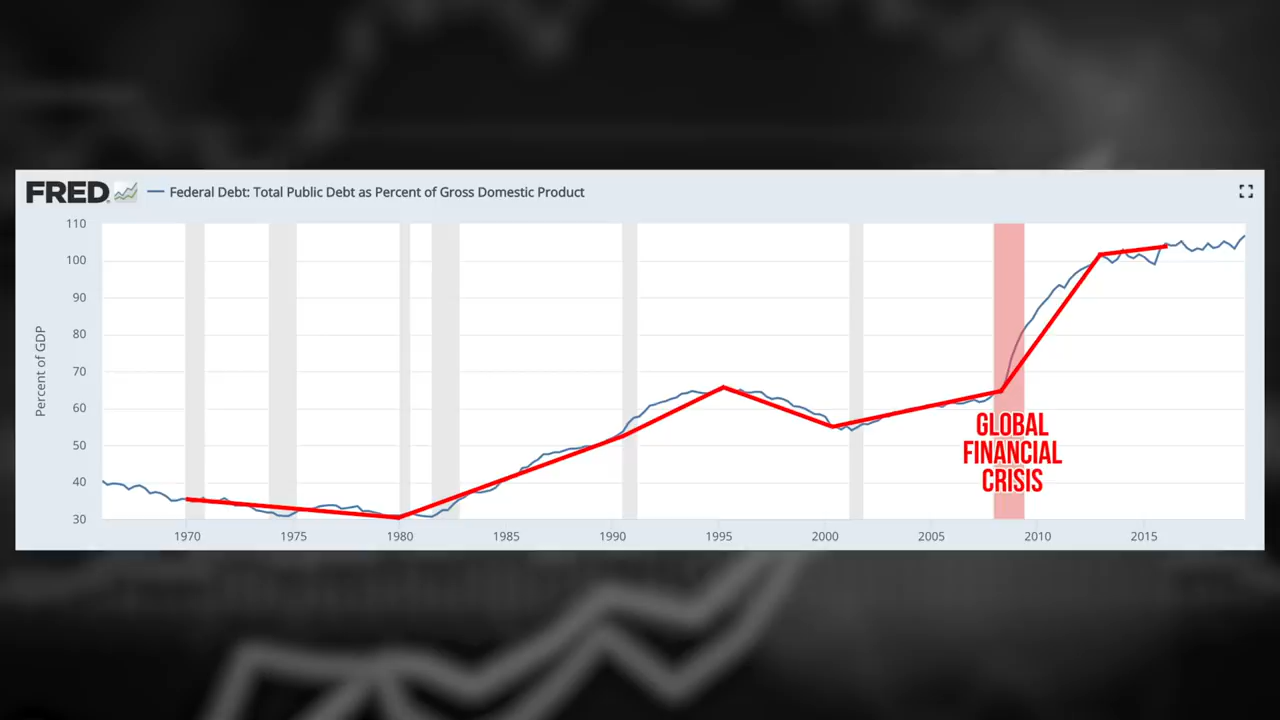 FRED
Federal Debt: Total Public Debt as Percent of Gross Domestic Product
Percent of GDP
110
100
90
80
70
60
50
40
30
GLOBAL
FINANCIAL
CRISIS
1970 1975 1980 1985 1990 1995 2000 2005 2010 2015